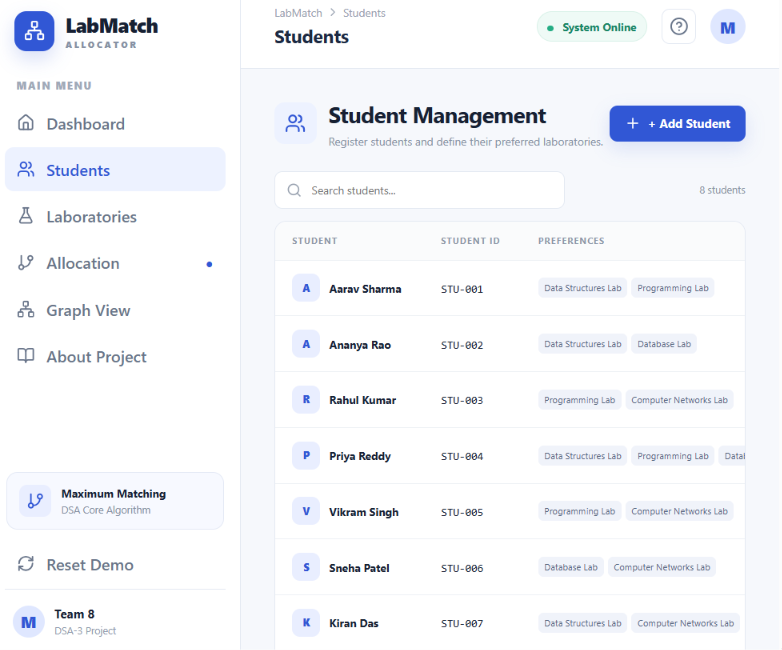 LabMatch
ALLOCATOR
MAIN MENU
Dashboard
Students
Laboratories
Allocation
Graph View
About Project
Maximum Matching
DSA Core Algorithm
Reset Demo
M
Team 8
DSA-3 Project
LabMatch > Students
Students
System Online
?
M
Student Management
Register students and define their preferred laboratories.
+ + Add Student
Search students...
8 students
STUDENT STUDENT ID PREFERENCES
A Aarav Sharma STU-001 Data Structures Lab Programming Lab
A Ananya Rao STU-002 Data Structures Lab Database Lab
R Rahul Kumar STU-003 Programming Lab Computer Networks Lab
P Priya Reddy STU-004 Data Structures Lab Programming Lab
V Vikram Singh STU-005 Programming Lab Computer Networks Lab
S Sneha Patel STU-006 Database Lab Computer Networks Lab
K Kiran Das STU-007 Data Structures Lab Computer Networks Lab